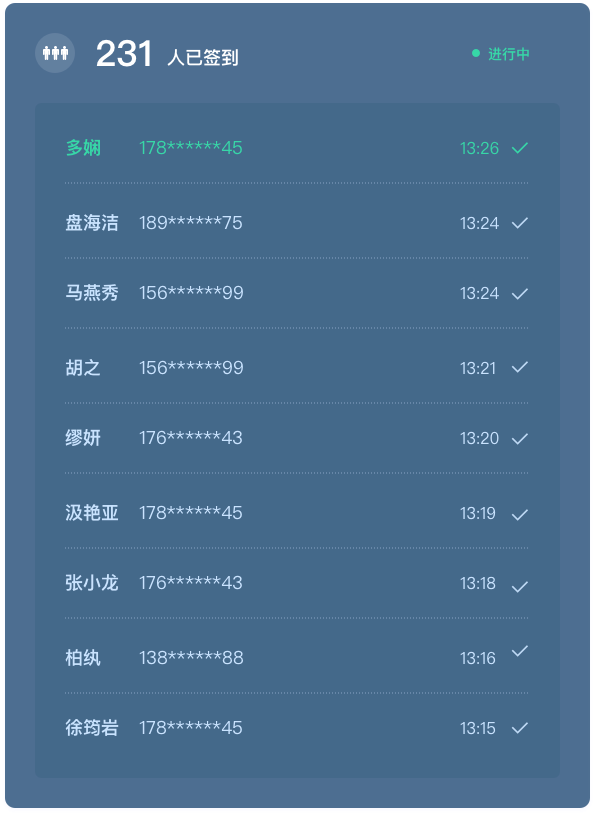 231 人已签到
进行中
多娴 178******45 13:26
盘海洁 189******75 13:24
马燕秀 156******99 13:24
胡之 156******99 13:21
缪妍 176******43 13:20
汲艳亚 178******45 13:19
张小龙 176******43 13:18
柏纨 138******88 13:16
徐筠岩 178******45 13:15